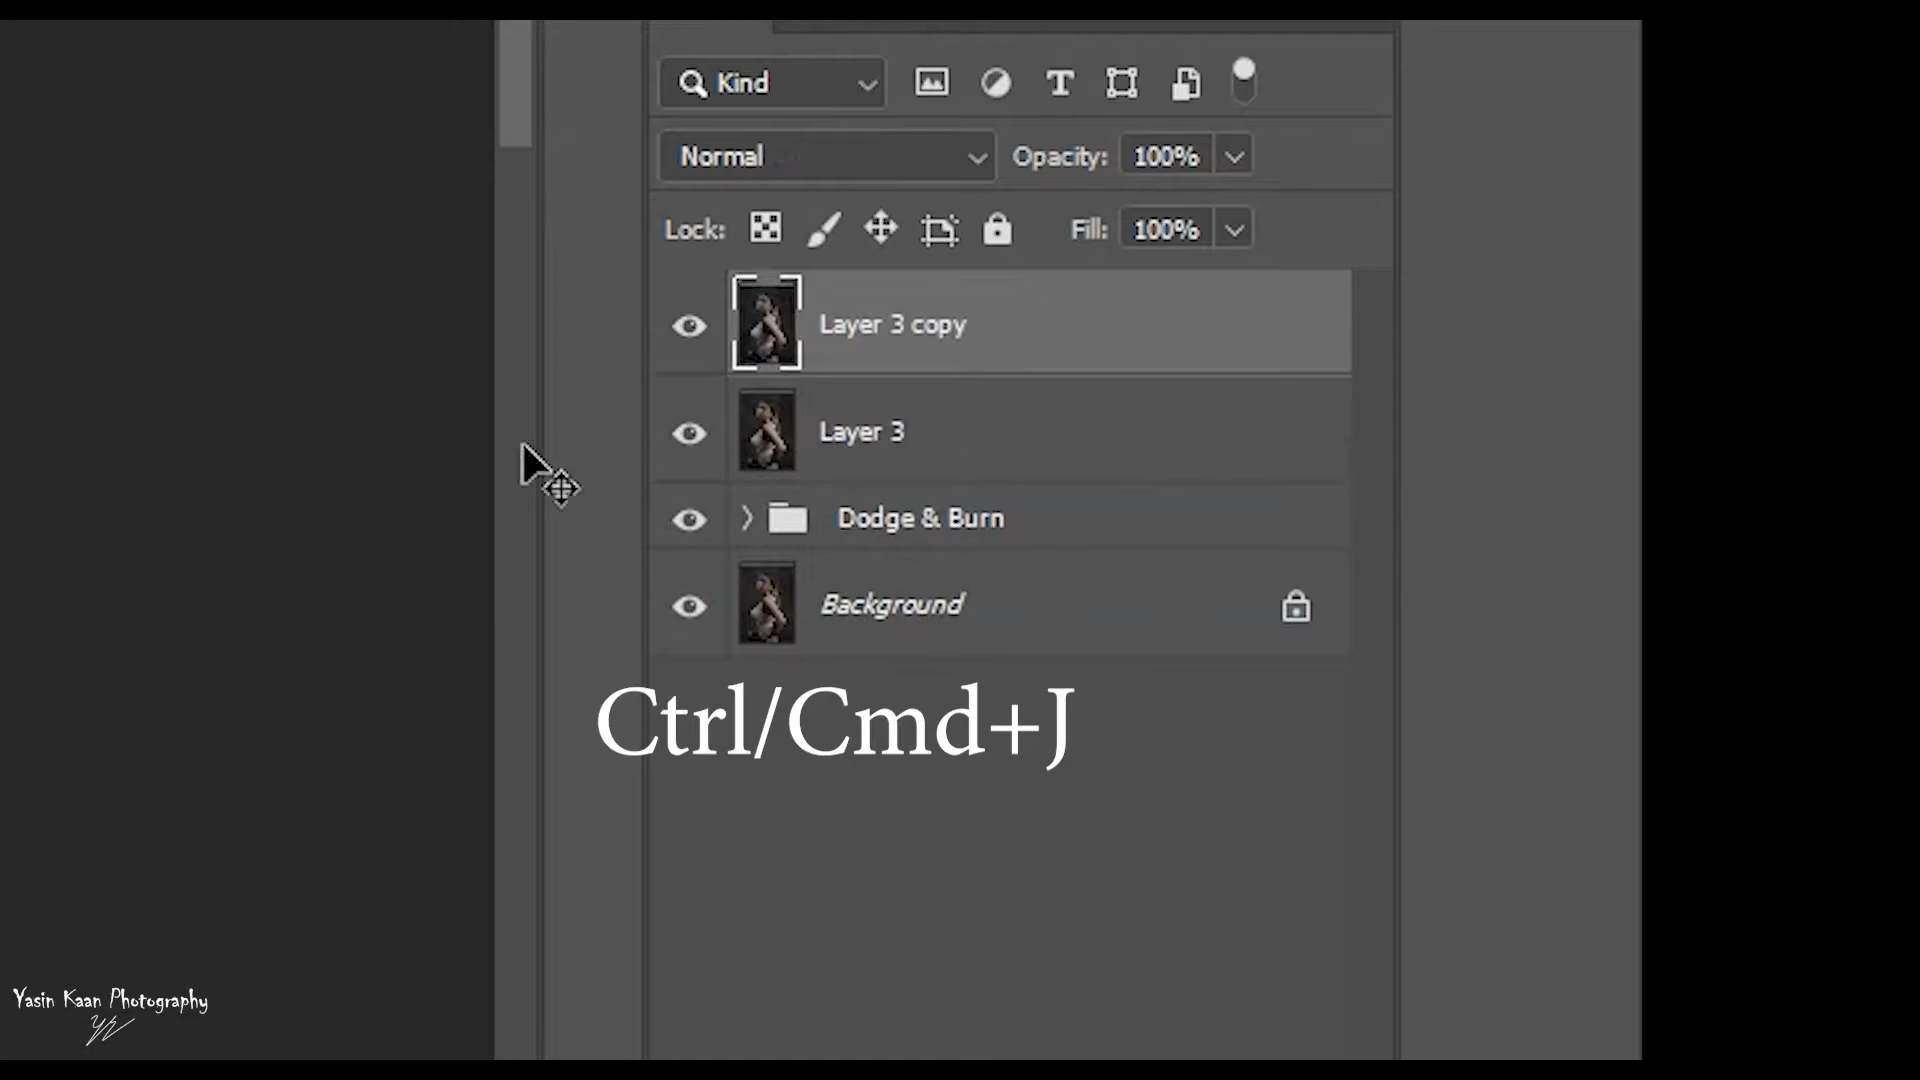 Kind
Normal Opacity: 100%
Lock: Fill: 100%
Layer 3 copy
Layer 3
Dodge & Burn
Background
Ctrl/Cmd+J
Yasin Kaan Photography